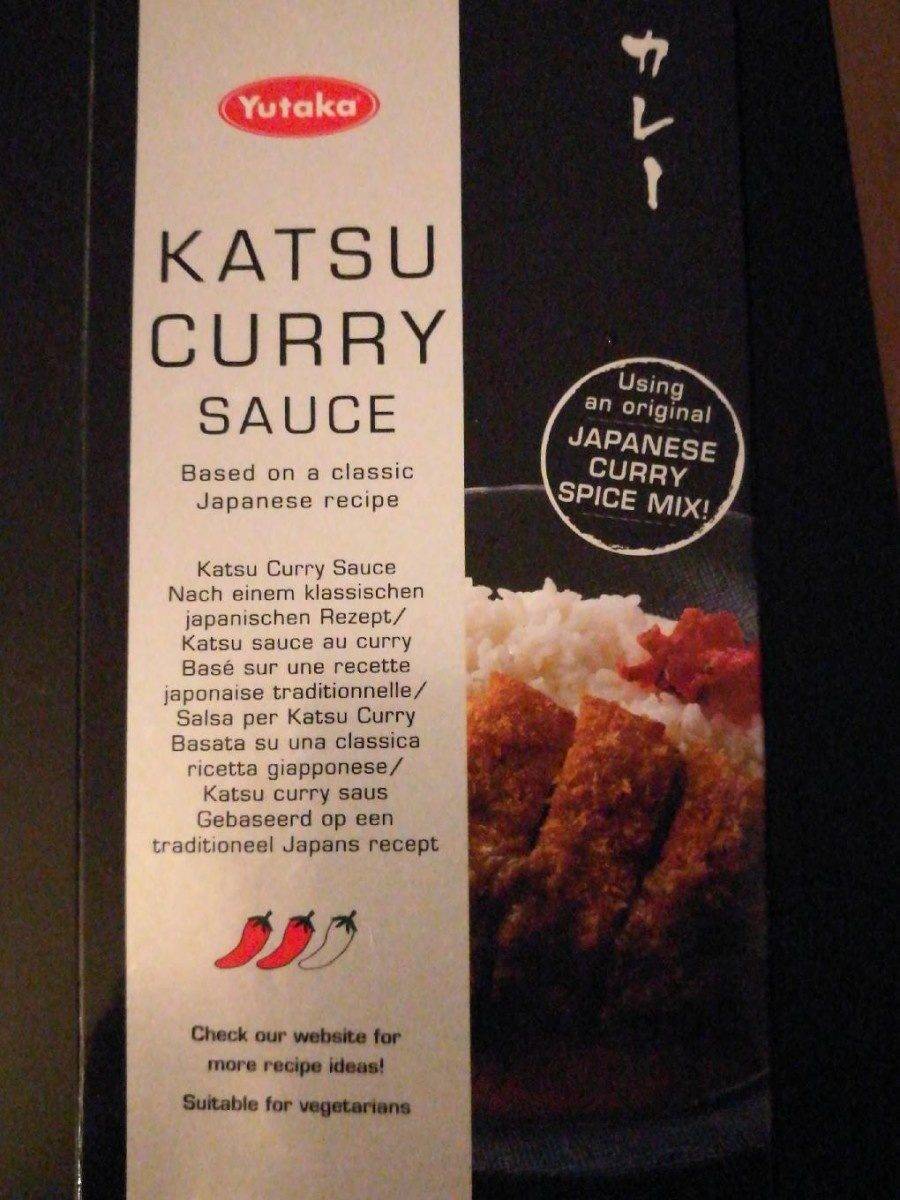 Yutaka
カレー
KATSU
CURRY
SAUCE
Based on a classic
Japanese recipe
Using
an original
JAPANESE
CURRY
SPICE MIX!
Katsu Curry Sauce
Nach einem klassischen
japanischen Rezept/
Katsu sauce au curry
Basé sur une recette
japonaise traditionnelle/
Salsa per Katsu Curry
Basata su una classica
ricetta giapponese/
Katsu curry saus
Gebaseerd op een
traditioneel Japans recept
Check our website for
more recipe ideas!
Suitable for vegetarians